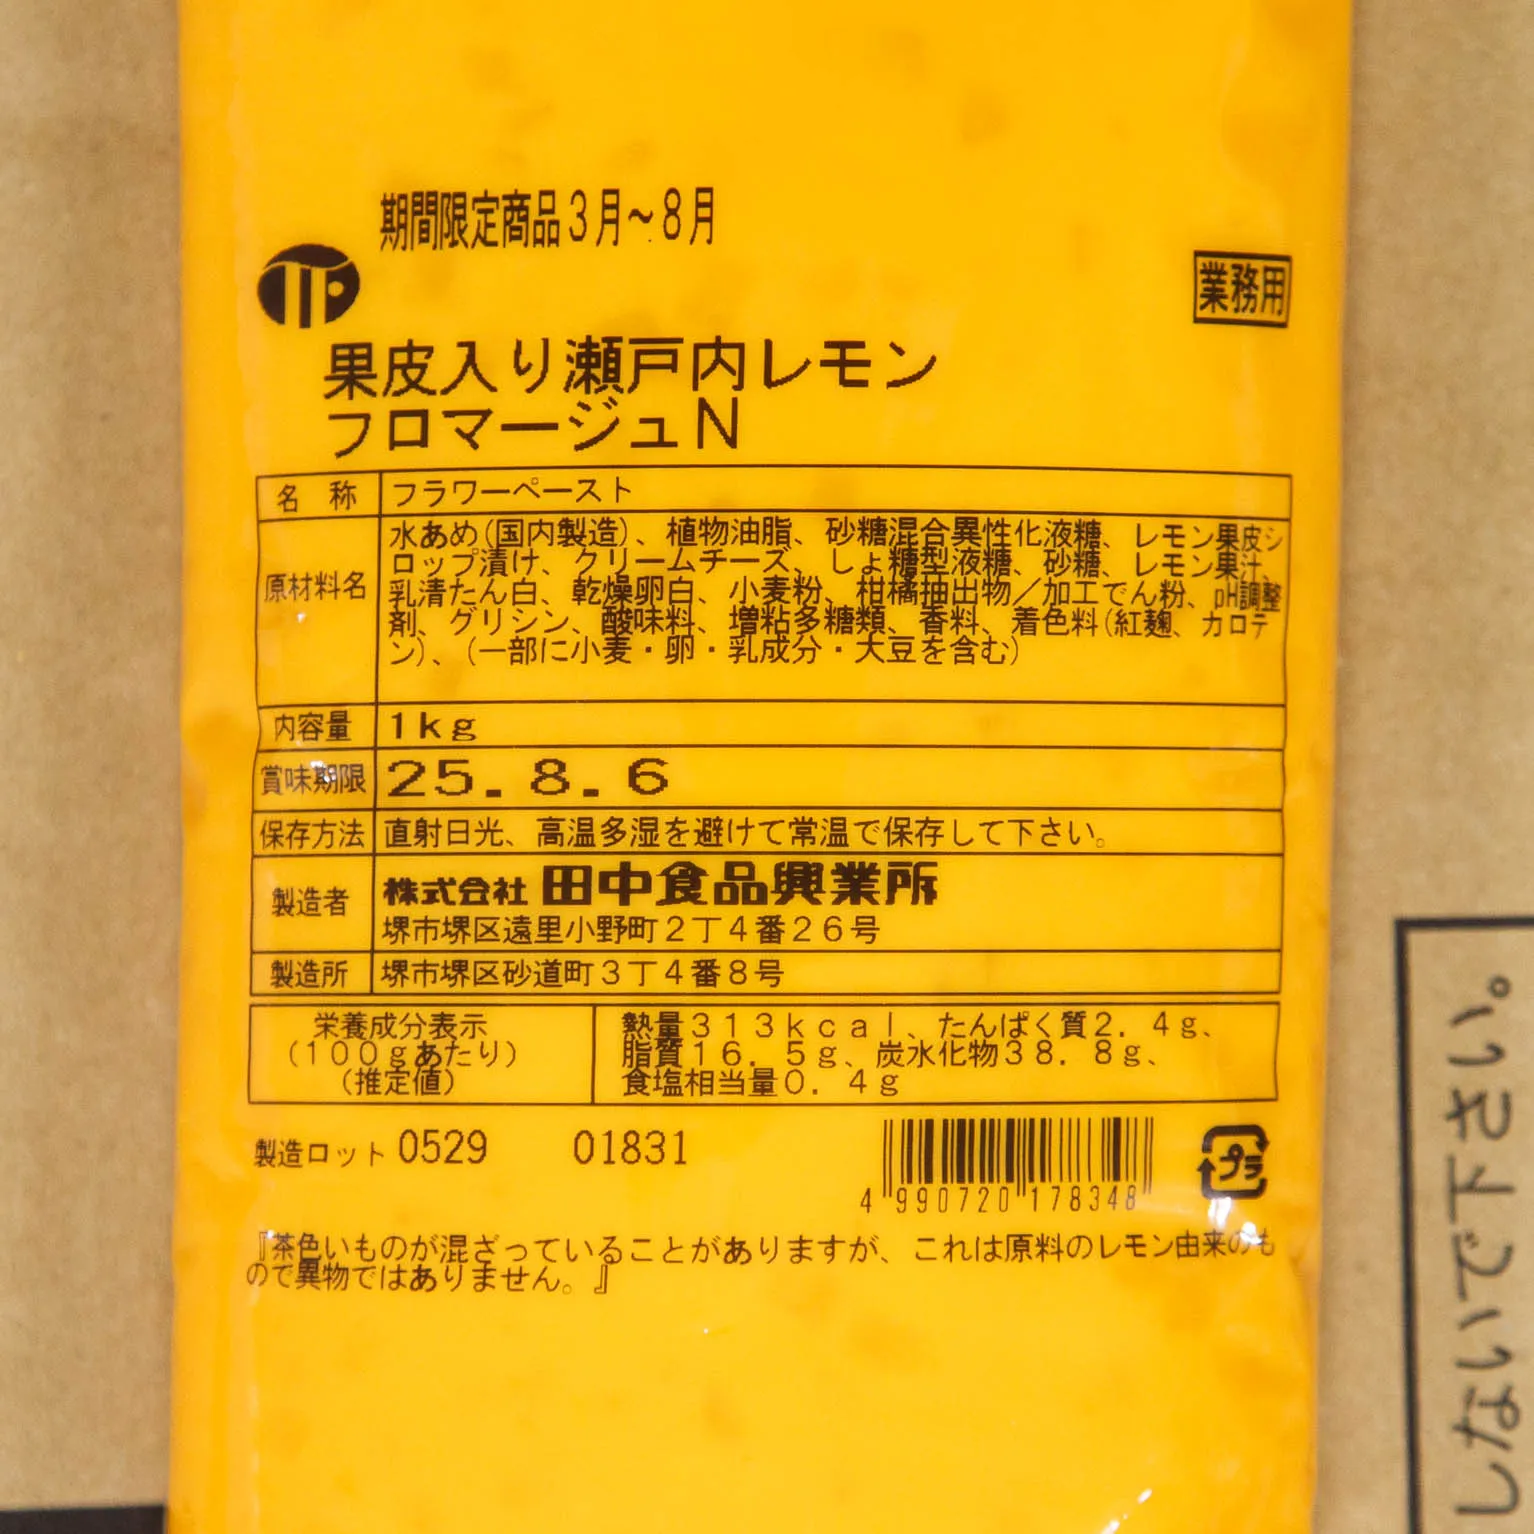 期間限定商品3月~8月
TTP
業務用
果皮入り瀬戸内レモン
フロマージュN
名 称 フラワーペースト
原材料名 水あめ(国内製造)、植物油脂、砂糖混合異性化液糖、レモン果皮シ
ロップ漬け、クリームチーズ、しょ糖型液糖、砂糖、レモン果汁、
乳清たん白、乾燥卵白、小麦粉、柑橘抽出物/加工でん粉、pH調整
剤、グリシン、酸味料、増粘多糖類、香料、着色料(紅麹、カロテ
ン)、(一部に小麦・卵・乳成分・大豆を含む)
内容量 1kg
賞味期限 25. 8. 6
保存方法 直射日光、高温多湿を避けて常温で保存して下さい。
製造者 株式会社 田中食品興業所
堺市堺区遠里小野町2丁4番26号
製造所 堺市堺区砂道町3丁4番8号
栄養成分表示
(100gあたり)
(推定値)
熱量313kcal、たんぱく質2.4g、
脂質16.5g、炭水化物38.8g、
食塩相当量0.4g
製造ロット 0529 01831
4 990720 178348
プラ
『茶色いものが混ざっていることがありますが、これは原料のレモン由来のも
ので異物ではありません。』
い。
さ
下
しないで